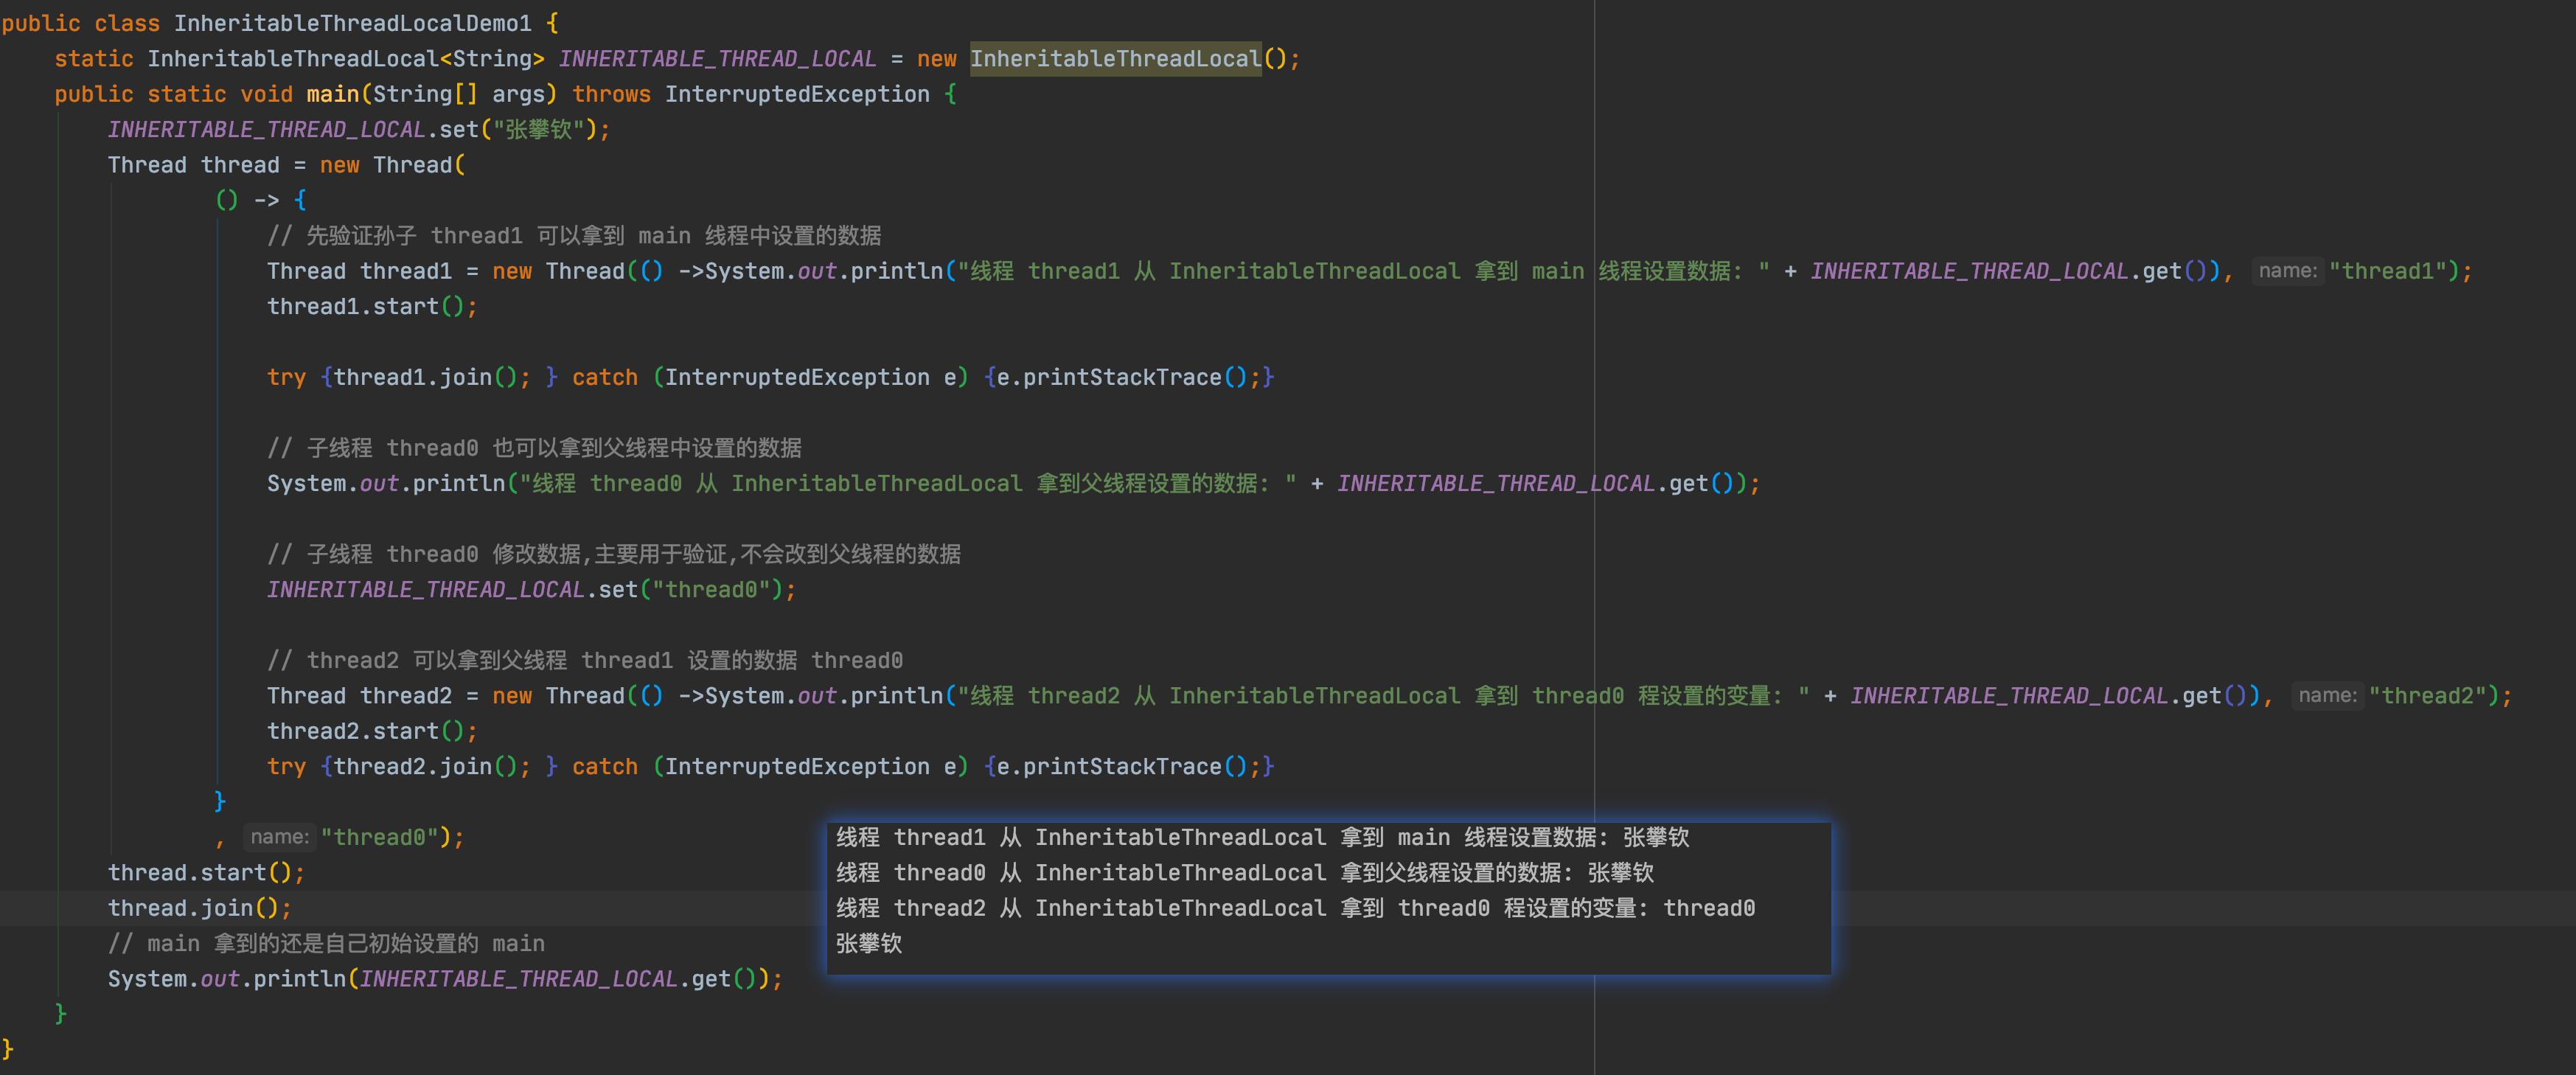 public class InheritableThreadLocalDemo1 {
static InheritableThreadLocal<String> INHERITABLE_THREAD_LOCAL = new InheritableThreadLocal();
public static void main(String[] args) throws InterruptedException {
INHERITABLE_THREAD_LOCAL.set("张攀钦");
Thread thread = new Thread(
() -> {
// 先验证孙子 thread1 可以拿到 main 线程中设置的数据
Thread thread1 = new Thread(() ->System.out.println("线程 thread1 从 InheritableThreadLocal 拿到 main 线程设置数据: " + INHERITABLE_THREAD_LOCAL.get()), name: "thread1");
thread1.start();
try {thread1.join(); } catch (InterruptedException e) {e.printStackTrace();}
// 子线程 thread0 也可以拿到父线程中设置的数据
System.out.println("线程 thread0 从 InheritableThreadLocal 拿到父线程设置的数据: " + INHERITABLE_THREAD_LOCAL.get());
// 子线程 thread0 修改数据,主要用于验证,不会改到父线程的数据
INHERITABLE_THREAD_LOCAL.set("thread0");
// thread2 可以拿到父线程 thread1 设置的数据 thread0
Thread thread2 = new Thread(() ->System.out.println("线程 thread2 从 InheritableThreadLocal 拿到 thread0 程设置的变量: " + INHERITABLE_THREAD_LOCAL.get()), name: "thread2");
thread2.start();
try {thread2.join(); } catch (InterruptedException e) {e.printStackTrace();}
}
, name: "thread0");
thread.start();
thread.join();
// main 拿到的还是自己初始设置的 main
System.out.println(INHERITABLE_THREAD_LOCAL.get());
}
}
线程 thread1 从 InheritableThreadLocal 拿到 main 线程设置数据: 张攀钦
线程 thread0 从 InheritableThreadLocal 拿到父线程设置的数据: 张攀钦
线程 thread2 从 InheritableThreadLocal 拿到 thread0 程设置的变量: thread0
张攀钦